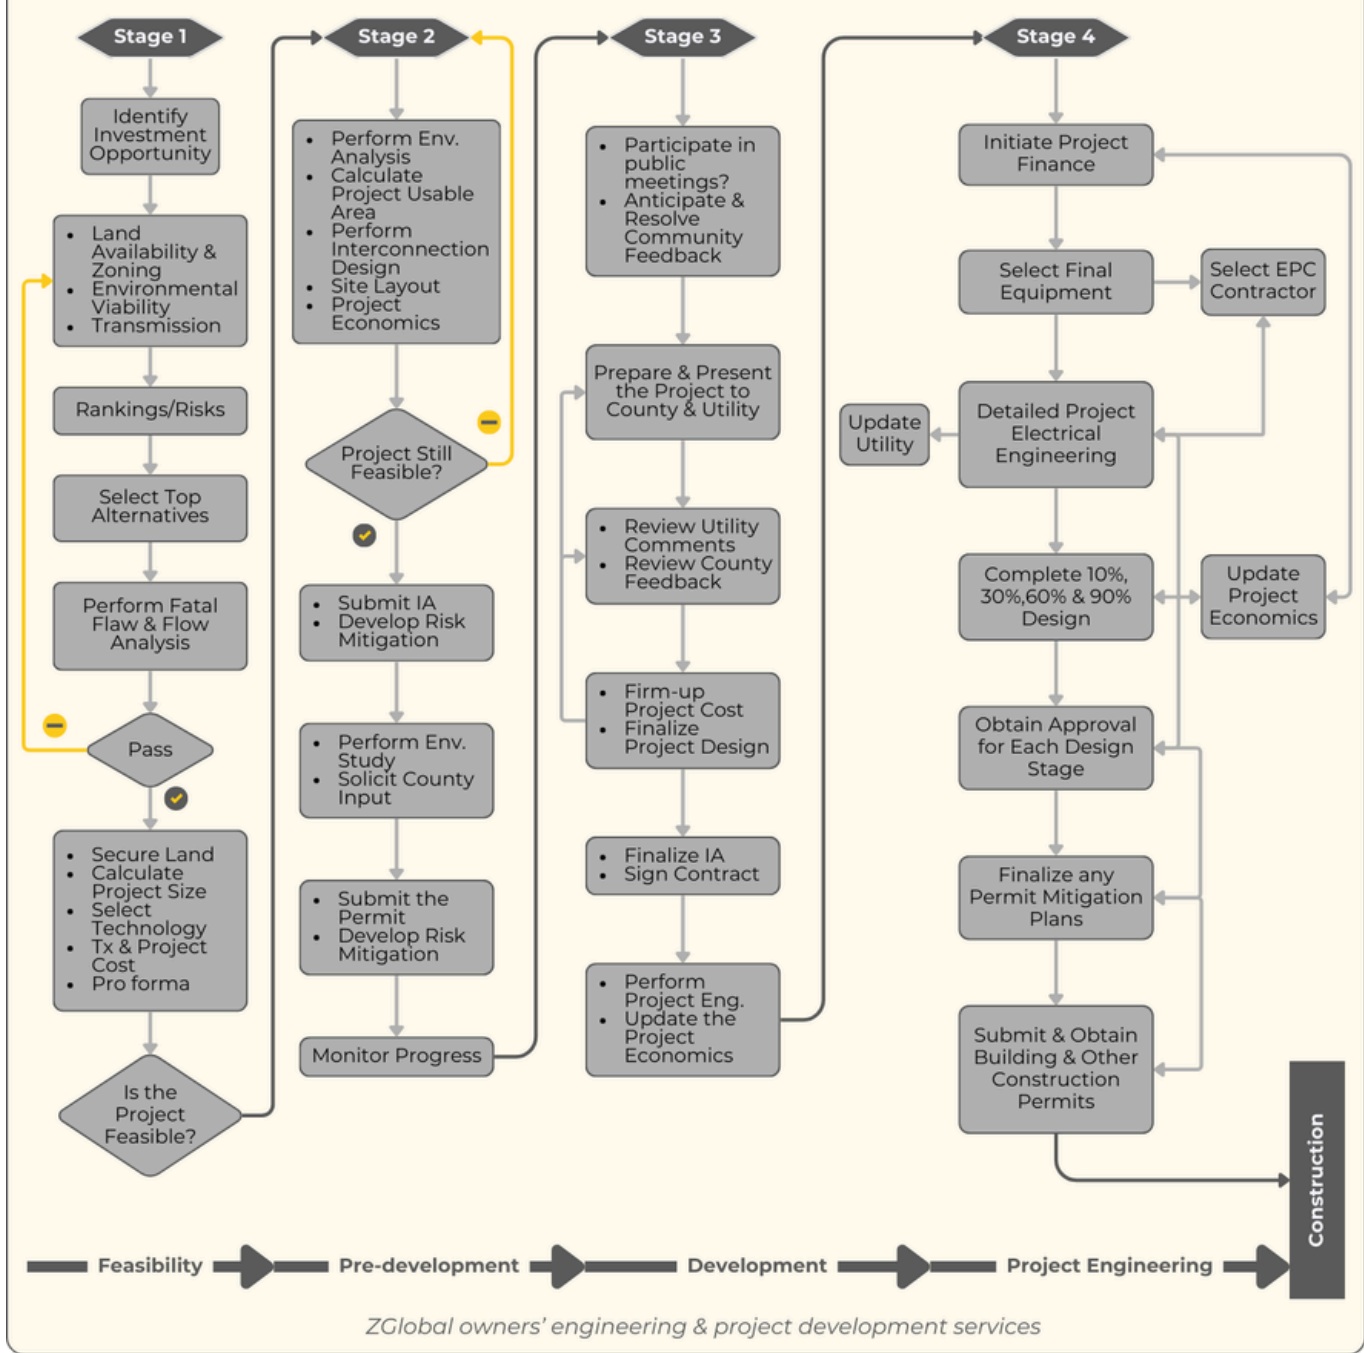 Stage 1
Identify
Investment
Opportunity
• Land
Availability &
Zoning
• Environmental
Viability
• Transmission
Rankings/Risks
Select Top
Alternatives
Perform Fatal
Flaw & Flow
Analysis
Pass
• Secure Land
• Calculate
Project Size
• Select
Technology
• Tx & Project
Cost
• Pro forma
Is the
Project
Feasible?
Stage 2
• Perform Env.
Analysis
• Calculate
Project Usable
Area
• Perform
Interconnection
Design
• Site Layout
• Project
Economics
Project Still
Feasible?
• Submit IA
• Develop Risk
Mitigation
• Perform Env.
Study
• Solicit County
Input
• Submit the
Permit
• Develop Risk
Mitigation
Monitor Progress
Stage 3
• Participate in
public
meetings?
• Anticipate &
Resolve
Community
Feedback
Prepare & Present
the Project to
County & Utility
• Review Utility
Comments
• Review County
Feedback
• Firm-up
Project Cost
• Finalize
Project Design
• Finalize IA
• Sign Contract
• Perform
Project Eng.
• Update the
Project
Economics
Stage 4
Initiate Project
Finance
Select Final
Equipment
Select EPC
Contractor
Detailed Project
Electrical
Engineering
Update
Utility
Complete 10%,
30%,60% & 90%
Design
Update
Project
Economics
Obtain Approval
for Each Design
Stage
Finalize any
Permit Mitigation
Plans
Submit & Obtain
Building & Other
Construction
Permits
Construction
Feasibility
Pre-development
Development
Project Engineering
ZGlobal owners' engineering & project development services